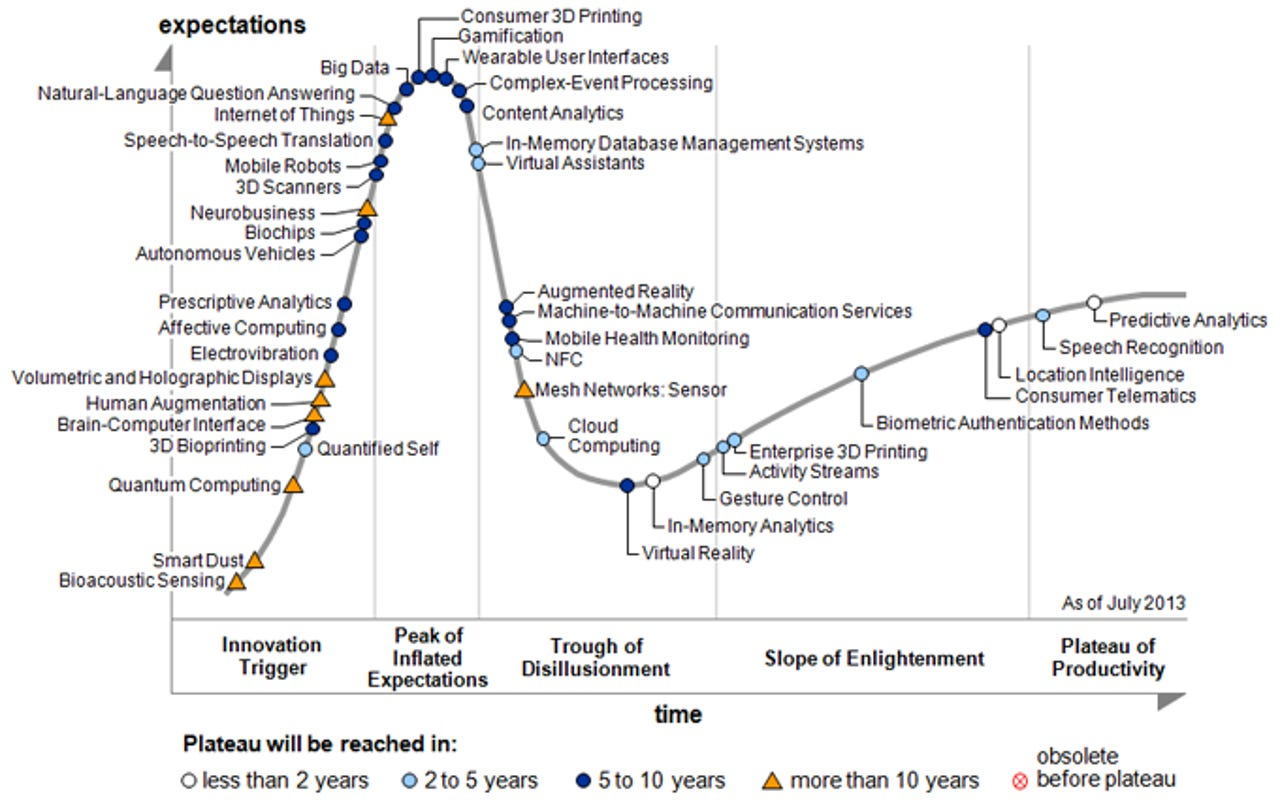 expectations
Consumer 3D Printing
Gamification
Wearable User Interfaces
Big Data
Complex-Event Processing
Natural-Language Question Answering
Content Analytics
Internet of Things
Speech-to-Speech Translation
In-Memory Database Management Systems
Mobile Robots
Virtual Assistants
3D Scanners
Neurobusiness
Biochips
Autonomous Vehicles
Augmented Reality
Prescriptive Analytics
Machine-to-Machine Communication Services
Affective Computing
Mobile Health Monitoring
Electrovibration
NFC
Volumetric and Holographic Displays
Mesh Networks: Sensor
Human Augmentation
Brain-Computer Interface
Cloud
Computing
3D Bioprinting
Quantified Self
Quantum Computing
Smart Dust
Bioacoustic Sensing
Predictive Analytics
Speech Recognition
Location Intelligence
Consumer Telematics
Biometric Authentication Methods
Enterprise 3D Printing
Activity Streams
Gesture Control
In-Memory Analytics
Virtual Reality
As of July 2013
Innovation
Trigger
Peak of
Inflated
Expectations
Trough of
Disillusionment
Slope of Enlightenment
Plateau of
Productivity
time
Plateau will be reached in:
less than 2 years
2 to 5 years
5 to 10 years
more than 10 years
obsolete
before plateau